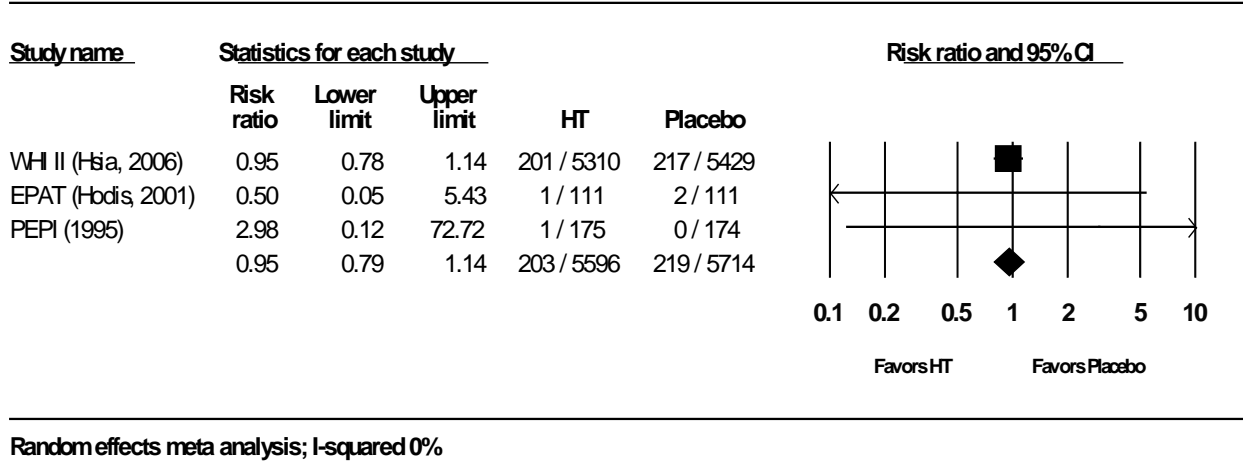 Study name Statistics for each study Risk ratio and 95% CI
Risk ratio Lower limit Upper limit HT Placebo
WHI II (Hsia, 2006) 0.95 0.78 1.14 201 / 5310 217 / 5429
EPAT (Hodis, 2001) 0.50 0.05 5.43 1 / 111 2 / 111
PEPI (1995) 2.98 0.12 72.72 1 / 175 0 / 174
0.95 0.79 1.14 203 / 5596 219 / 5714
0.1 0.2 0.5 1 2 5 10
Favors HT Favors Placebo
Random effects meta analysis; I-squared 0%